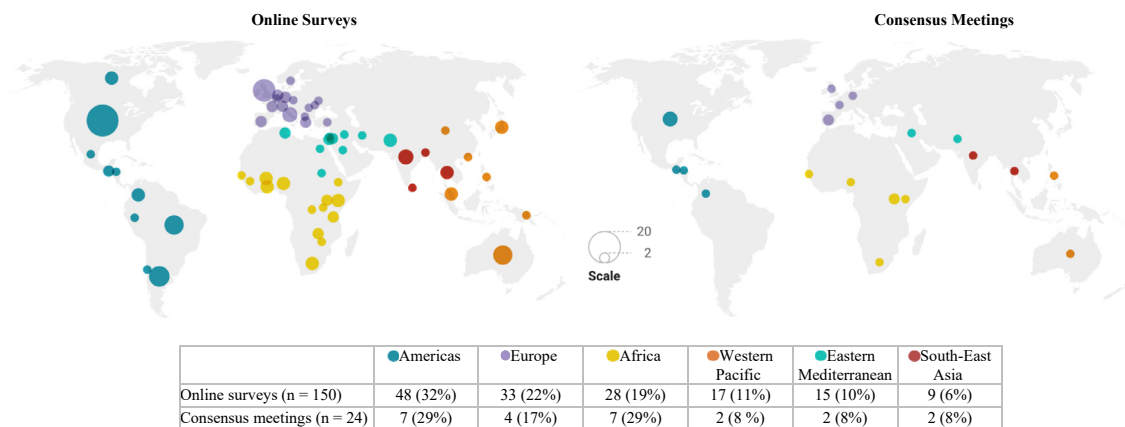 Online Surveys
Consensus Meetings
20
2
Scale
Americas Europe Africa Western Pacific Eastern Mediterranean South-East Asia
Online surveys (n = 150) 48 (32%) 33 (22%) 28 (19%) 17 (11%) 15 (10%) 9 (6%)
Consensus meetings (n = 24) 7 (29%) 4 (17%) 7 (29%) 2 (8 %) 2 (8%) 2 (8%)